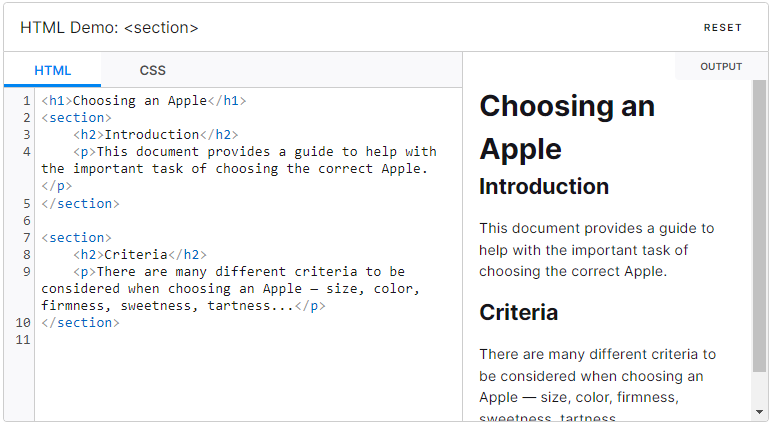 HTML Demo: <section>
RESET
HTML
CSS
OUTPUT
1 <h1>Choosing an Apple</h1>
2 <section>
3     <h2>Introduction</h2>
4     <p>This document provides a guide to help with
the important task of choosing the correct Apple.
</p>
5 </section>
6
7 <section>
8     <h2>Criteria</h2>
9     <p>There are many different criteria to be
considered when choosing an Apple — size, color,
firmness, sweetness, tartness...</p>
10 </section>
11
Choosing an
Apple
Introduction
This document provides a guide to
help with the important task of
choosing the correct Apple.
Criteria
There are many different criteria to
be considered when choosing an
Apple — size, color, firmness,
sweetness, tartness